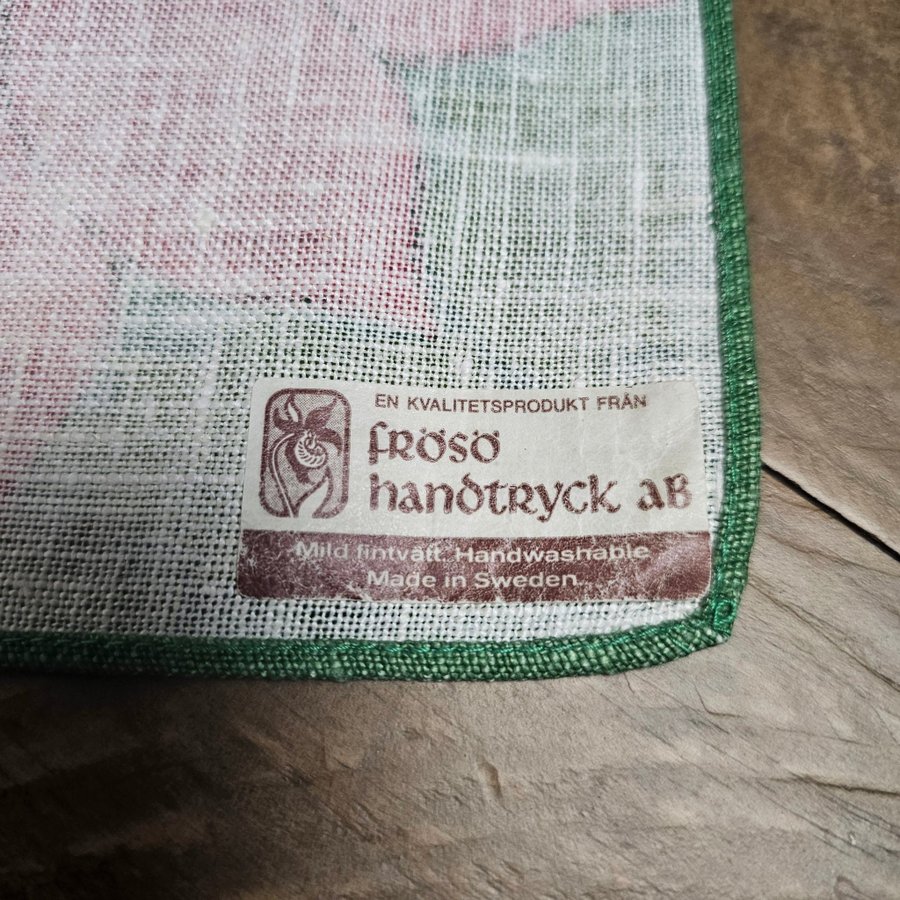 EN KVALITETSPRODUKT FRÅN
fRÖSÖ
handtryck aB
Mild fintvätt. Handwashable
Made in Sweden